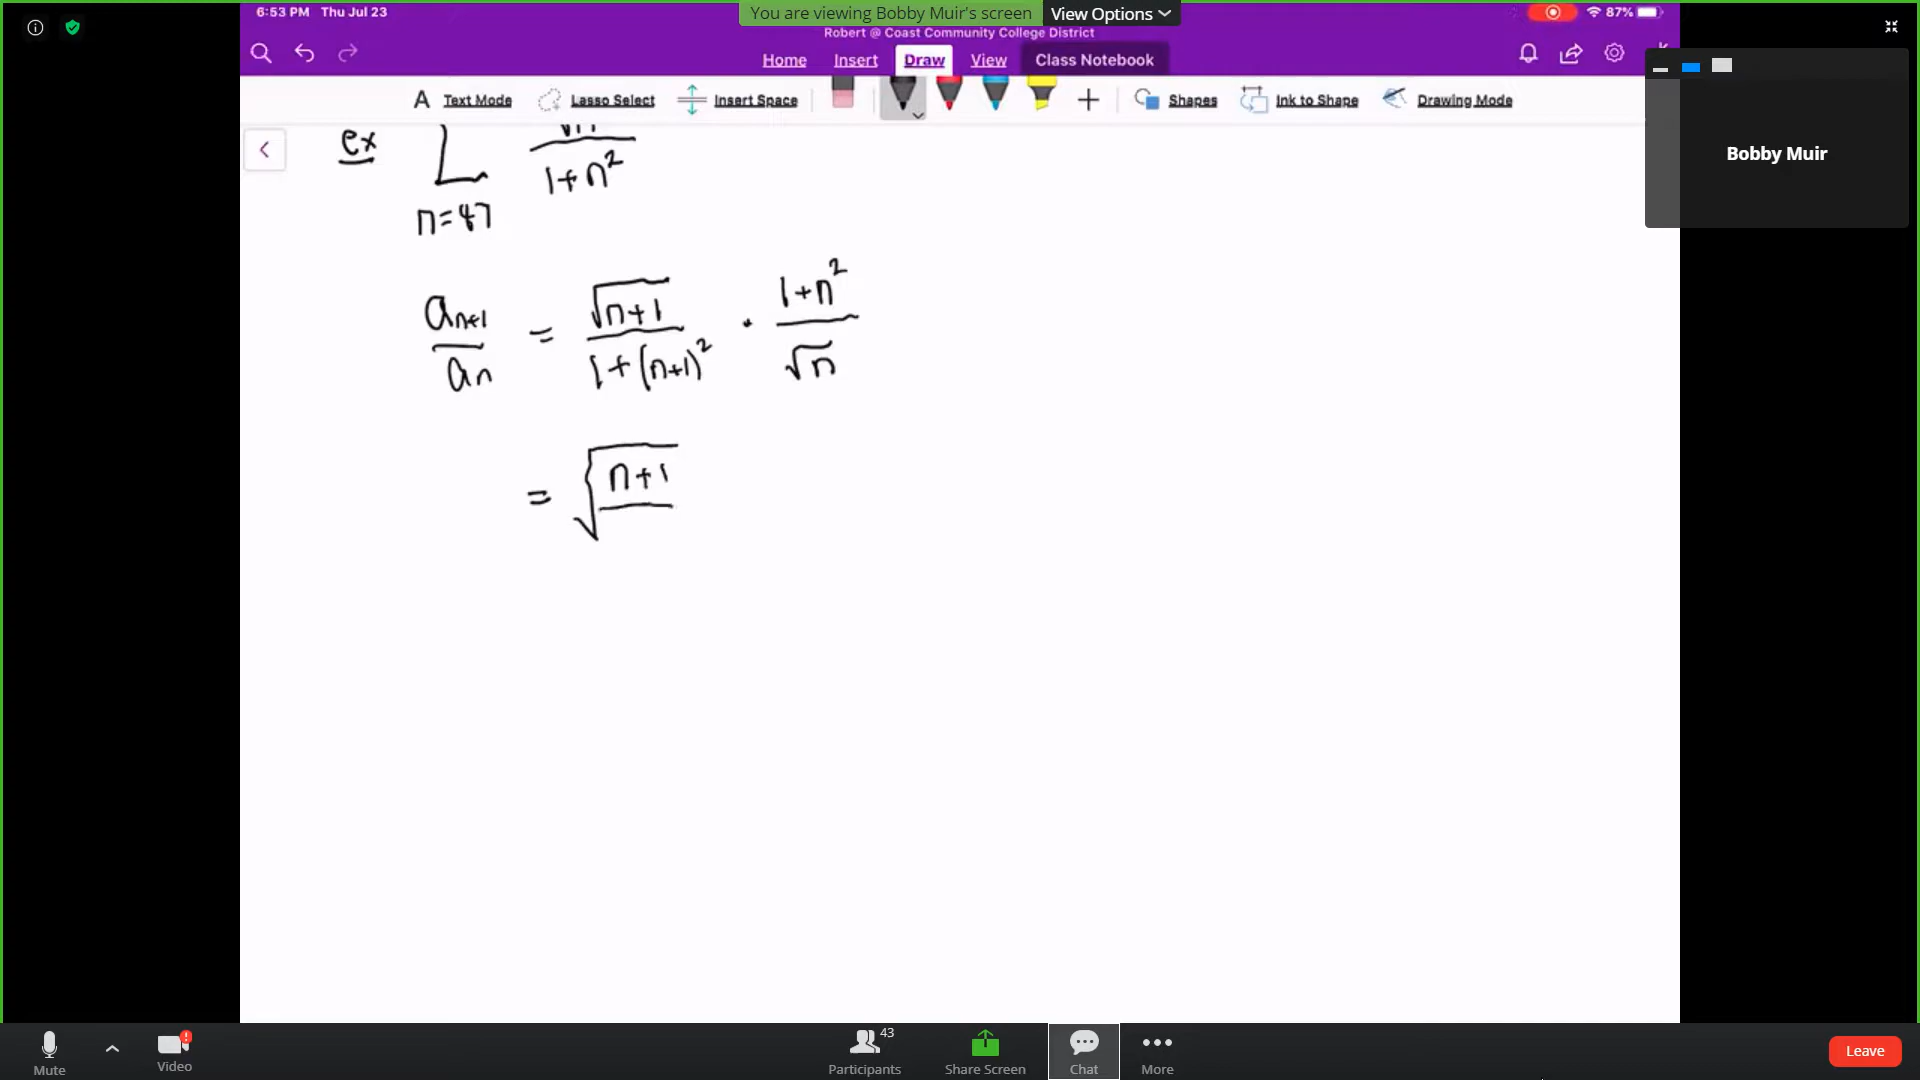 6:53 PM Thu Jul 23
You are viewing Bobby Muir's screen View Options
87%
Robert @ Coast Community College District
Home Insert Draw View Class Notebook
A Text Mode Lasso Select Insert Space Shapes Ink to Shape Drawing Mode
Bobby Muir
ex Σ √n / (1+n²)
n=47
aₙ₊₁ / aₙ = √(n+1) / (1+(n+1)²) · (1+n²) / √n
= √(n+1
Mute
Video
Participants 43
Share Screen
Chat
More
Leave